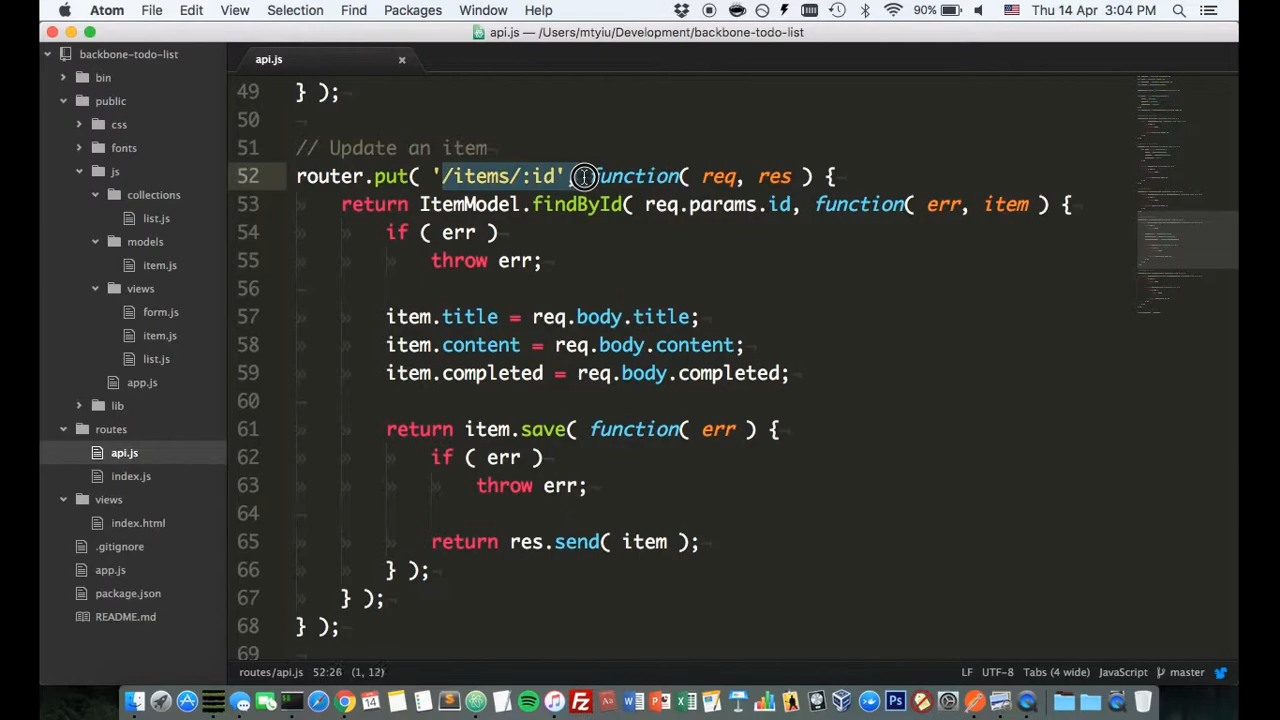 Atom File Edit View Selection Find Packages Window Help 90% Thu 14 Apr 3:04 PM
api.js — /Users/mtyiu/Development/backbone-todo-list
backbone-todo-list
bin
public
css
fonts
js
collections
list.js
models
item.js
views
form.js
item.js
list.js
app.js
lib
routes
api.js
index.js
views
index.html
.gitignore
app.js
package.json
README.md
api.js
49 } );
50
51 // Update an item
52 router.put( '/items/:id', function( req, res ) {
53 return ItemModel.findById( req.params.id, function( err, item ) {
54 if ( err )
55 throw err;
56
57 item.title = req.body.title;
58 item.content = req.body.content;
59 item.completed = req.body.completed;
60
61 return item.save( function( err ) {
62 if ( err )
63 throw err;
64
65 return res.send( item );
66 } );
67 } );
68 } );
69
routes/api.js 52:26 (1, 12) LF UTF-8 Tabs (4 wide) JavaScript master